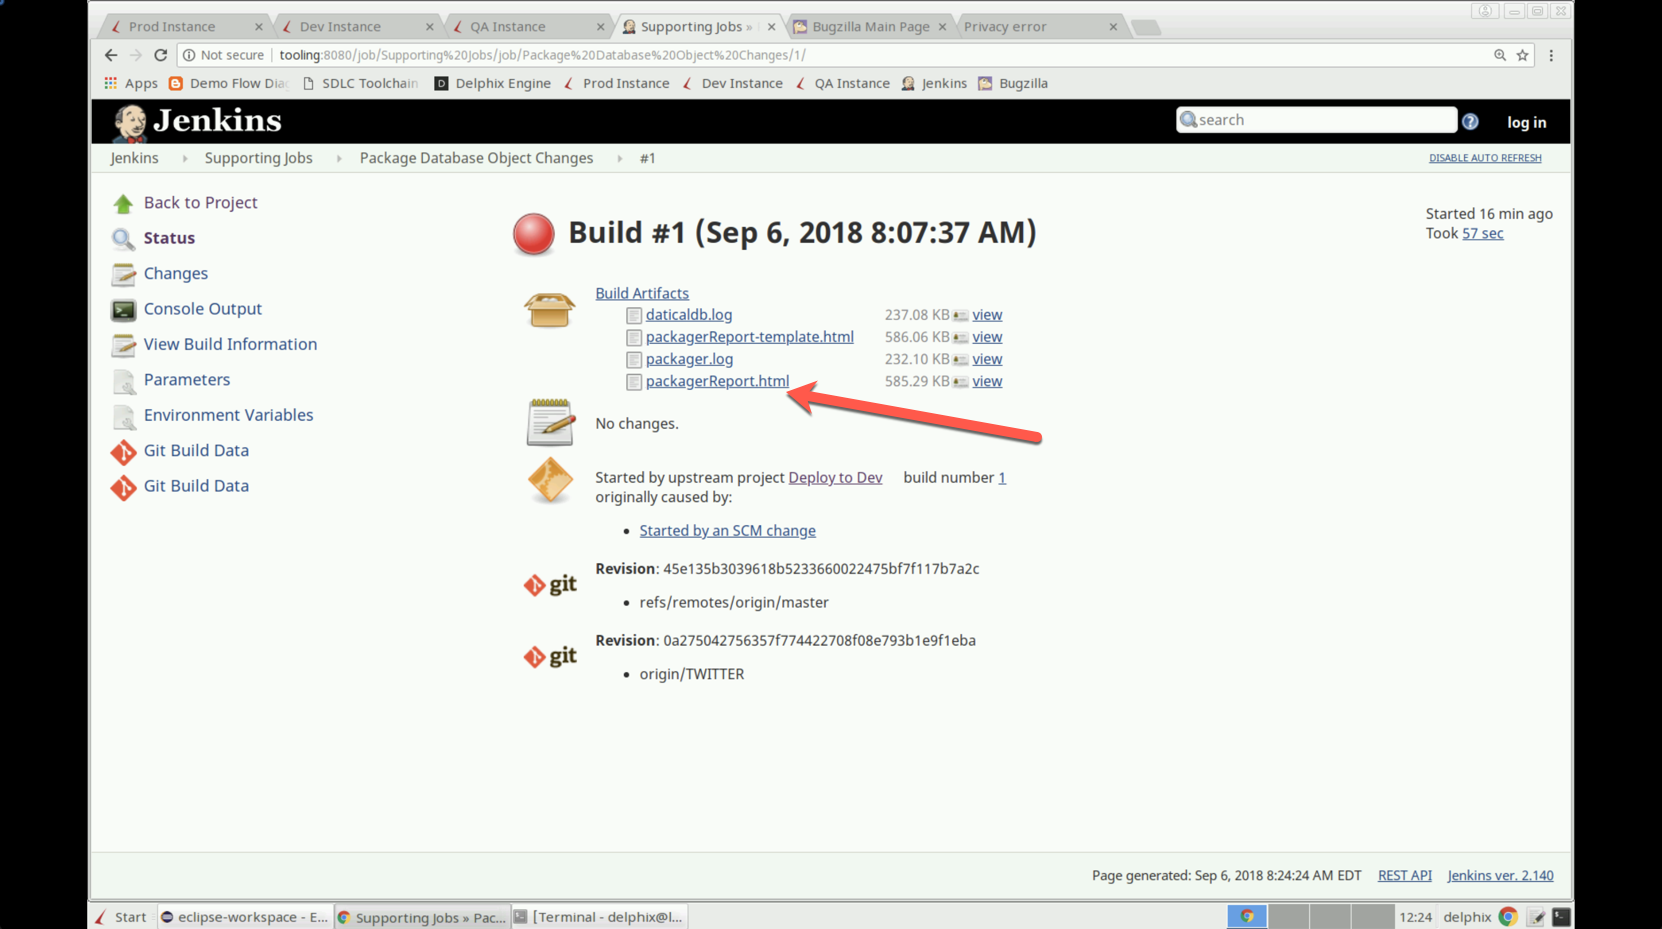 Prod Instance
Dev Instance
QA Instance
Supporting Jobs »
Bugzilla Main Page
Privacy error
Not secure
tooling:8080/job/Supporting%20Jobs/job/Package%20Database%20Object%20Changes/1/
Apps
Demo Flow Dia
SDLC Toolchain
Delphix Engine
Prod Instance
Dev Instance
QA Instance
Jenkins
Bugzilla
Jenkins
search
log in
Jenkins
Supporting Jobs
Package Database Object Changes
#1
DISABLE AUTO REFRESH
Back to Project
Status
Changes
Console Output
View Build Information
Parameters
Environment Variables
Git Build Data
Git Build Data
Build #1 (Sep 6, 2018 8:07:37 AM)
Started 16 min ago
Took 57 sec
Build Artifacts
daticaldb.log 237.08 KB view
packagerReport-template.html 586.06 KB view
packager.log 232.10 KB view
packagerReport.html 585.29 KB view
No changes.
Started by upstream project Deploy to Dev build number 1
originally caused by:
• Started by an SCM change
git
Revision: 45e135b3039618b5233660022475bf7f117b7a2c
• refs/remotes/origin/master
git
Revision: 0a275042756357f774422708f08e793b1e9f1eba
• origin/TWITTER
Page generated: Sep 6, 2018 8:24:24 AM EDT
REST API
Jenkins ver. 2.140
Start
eclipse-workspace - E...
Supporting Jobs » Pac...
[Terminal - delphix@l...
12:24
delphix